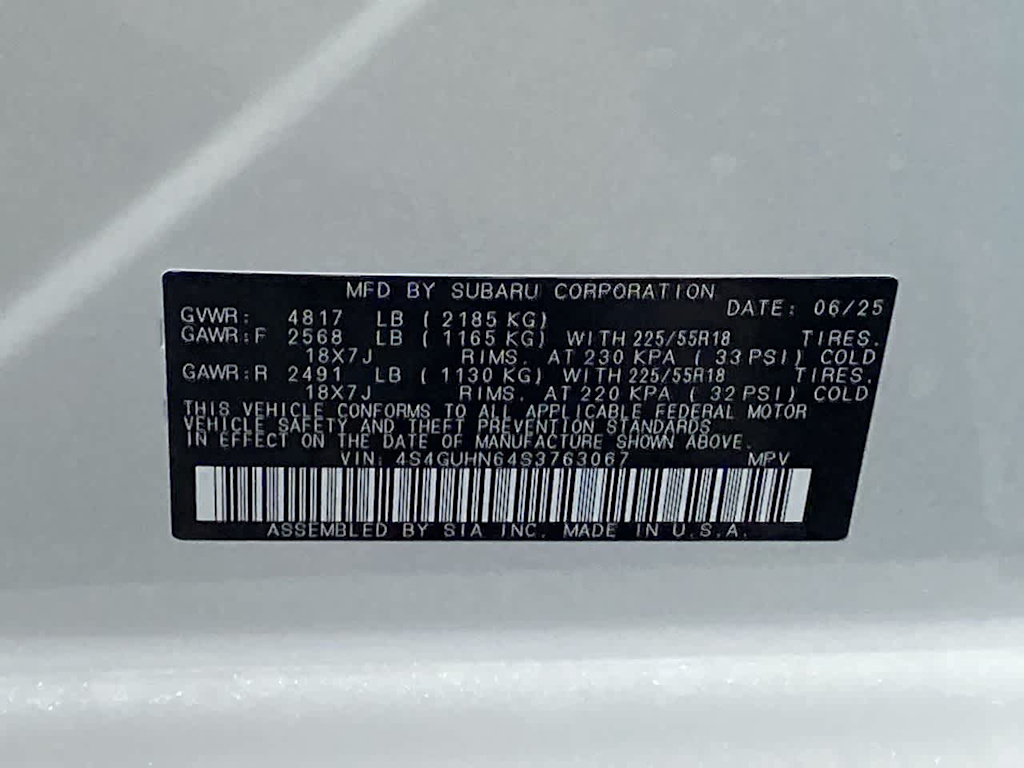 MFD BY SUBARU CORPORATION DATE: 06/25
GVWR: 4817 LB ( 2185 KG)
GAWR:F 2568 LB ( 1165 KG) WITH 225/55R18 TIRES.
18X7J RIMS. AT 230 KPA ( 33 PSI) COLD
GAWR:R 2491 LB ( 1130 KG) WITH 225/55R18 TIRES.
18X7J RIMS. AT 220 KPA ( 32 PSI) COLD
THIS VEHICLE CONFORMS TO ALL APPLICABLE FEDERAL MOTOR
VEHICLE SAFETY AND THEFT PREVENTION STANDARDS
IN EFFECT ON THE DATE OF MANUFACTURE SHOWN ABOVE.
VIN: 4S4GUHN64S3763067 MPV
ASSEMBLED BY SIA INC. MADE IN U.S.A.